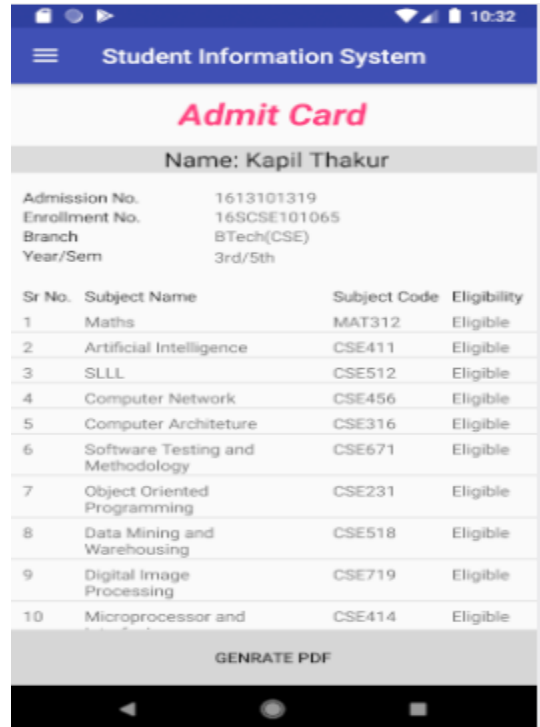 10:32
Student Information System
Admit Card
Name: Kapil Thakur
Admission No. 1613101319
Enrollment No. 16SCSE101065
Branch BTech(CSE)
Year/Sem 3rd/5th
Sr No. Subject Name Subject Code Eligibility
1 Maths MAT312 Eligible
2 Artificial Intelligence CSE411 Eligible
3 SLLL CSE512 Eligible
4 Computer Network CSE456 Eligible
5 Computer Architeture CSE316 Eligible
6 Software Testing and CSE671 Eligible
Methodology
7 Object Oriented CSE231 Eligible
Programming
8 Data Mining and CSE518 Eligible
Warehousing
9 Digital Image CSE719 Eligible
Processing
10 Microprocessor and CSE414 Eligible
GENRATE PDF